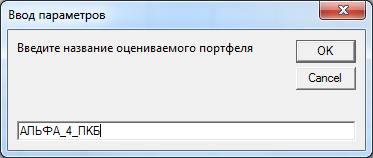 Ввод параметров
Введите название оцениваемого портфеля
OK
Cancel
АЛЬФА_4_ПКБ